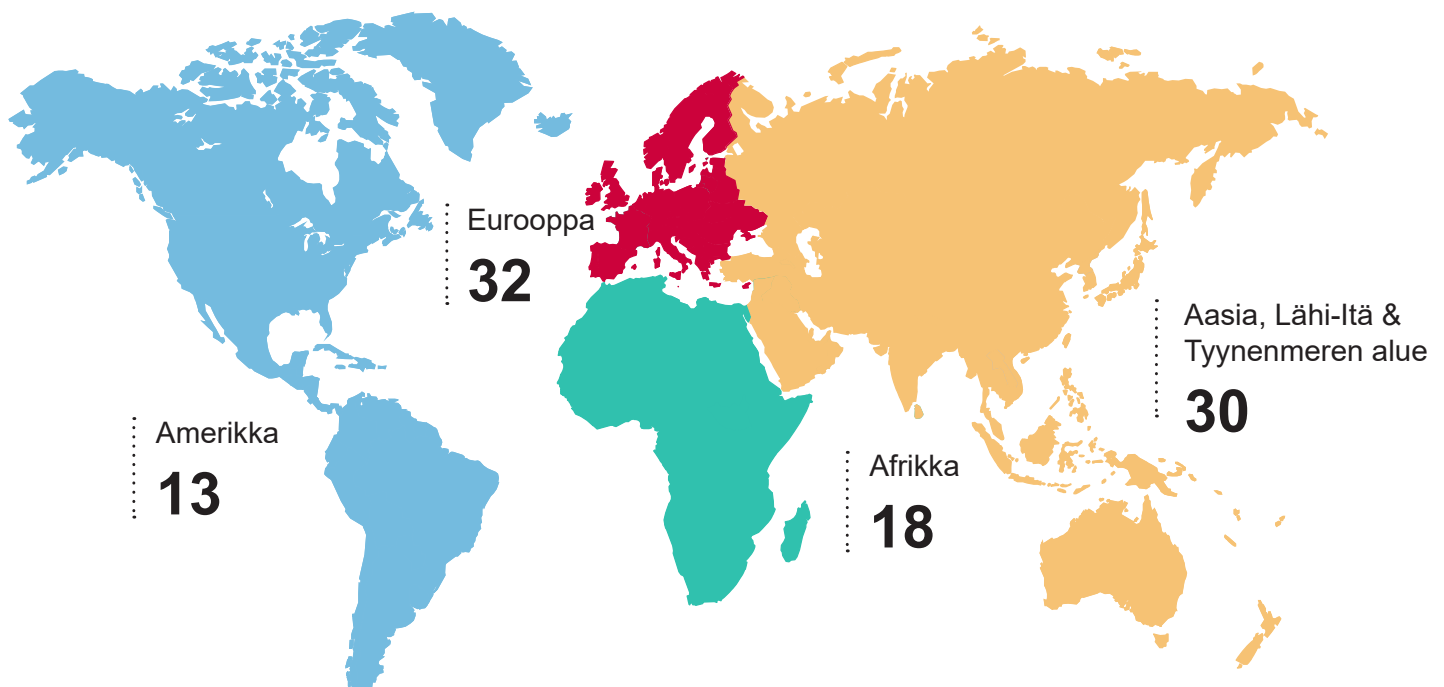 Eurooppa
32
Aasia, Lähi-Itä &
Tyynenmeren alue
30
Amerikka
13
Afrikka
18